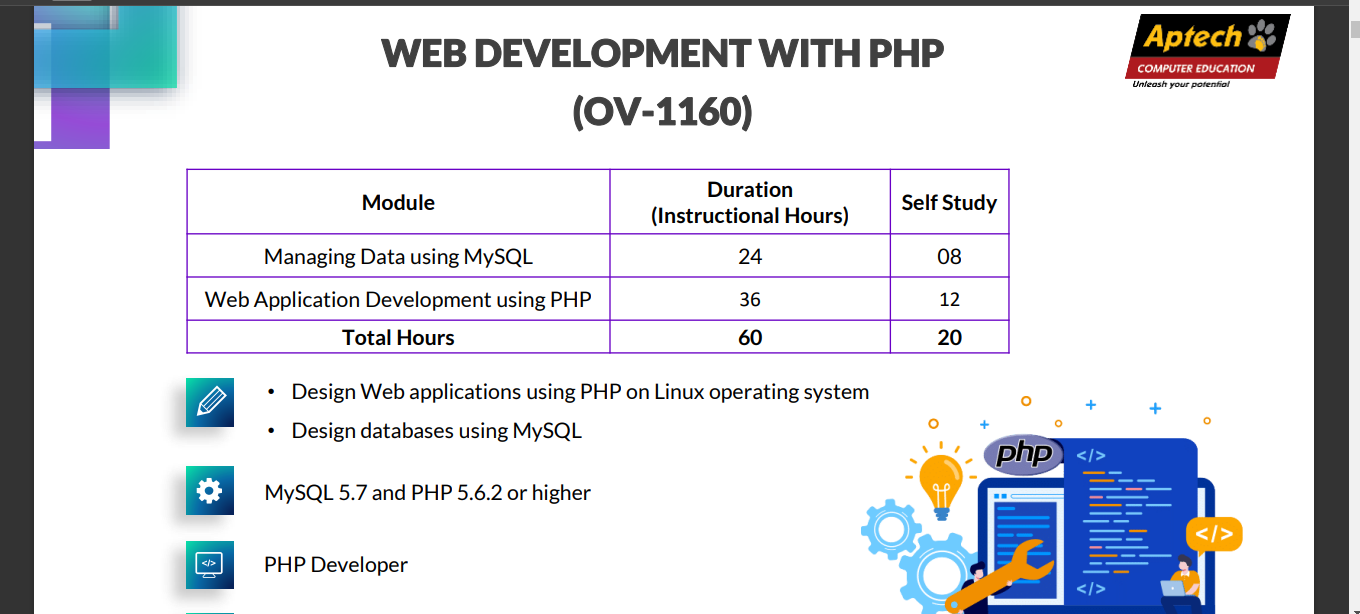 WEB DEVELOPMENT WITH PHP
(OV-1160)
Aptech
COMPUTER EDUCATION
Unleash your potential
Module
Duration
(Instructional Hours)
Self Study
Managing Data using MySQL
24
08
Web Application Development using PHP
36
12
Total Hours
60
20
• Design Web applications using PHP on Linux operating system
• Design databases using MySQL
MySQL 5.7 and PHP 5.6.2 or higher
</>
PHP Developer
php
</>
</>
</>